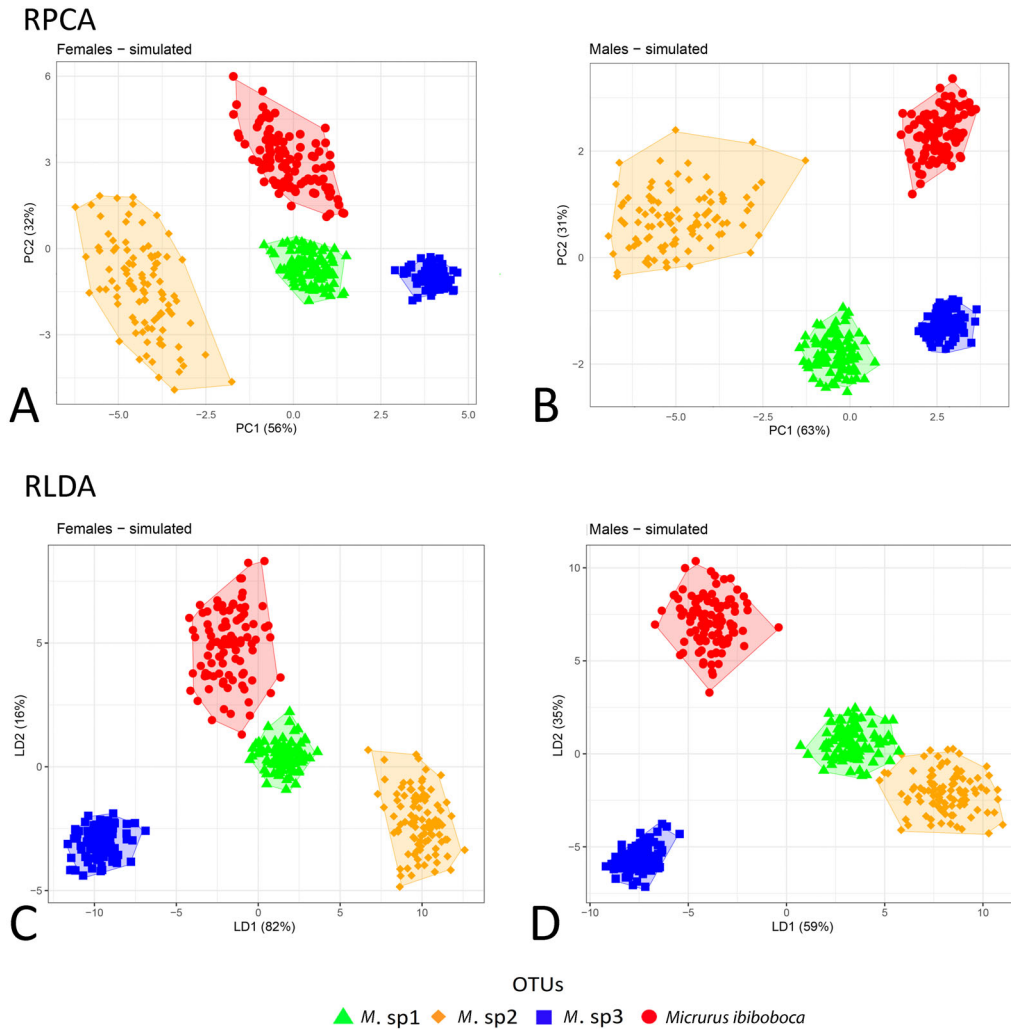 RPCA
Females – simulated
6
3
0
−3
PC2 (32%)
−5.0
−2.5
0.0
2.5
5.0
PC1 (56%)
A
Males – simulated
2
0
−2
PC2 (31%)
−5.0
−2.5
0.0
2.5
PC1 (63%)
B
RLDA
Females – simulated
5
0
−5
LD2 (16%)
−10
−5
0
5
10
LD1 (82%)
C
Males – simulated
10
5
0
−5
LD2 (35%)
−10
−5
0
5
10
LD1 (59%)
D
OTUs
M. sp1 M. sp2 M. sp3 Micrurus ibiboboca